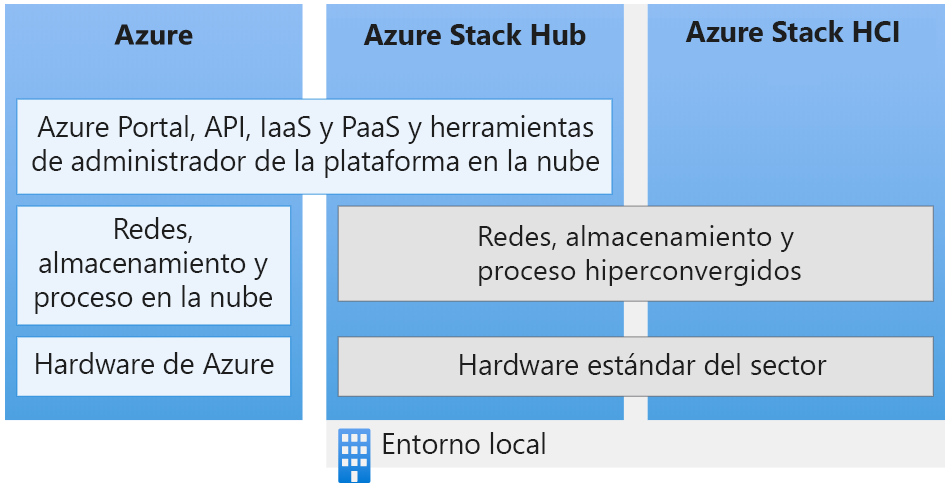 Azure
Azure Stack Hub
Azure Stack HCI
Azure Portal, API, IaaS y PaaS y herramientas
de administrador de la plataforma en la nube
Redes,
almacenamiento y
proceso en la nube
Redes, almacenamiento y
proceso hiperconvergidos
Hardware de Azure
Hardware estándar del sector
Entorno local